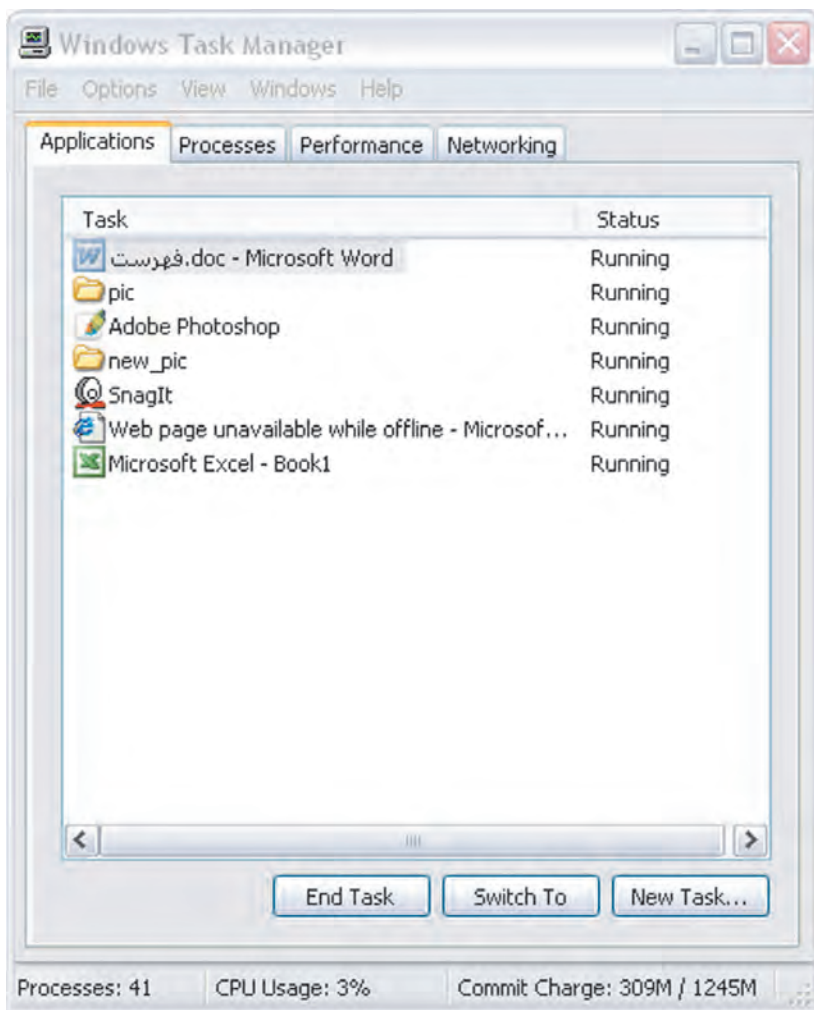 Windows Task Manager
File Options View Windows Help
Applications Processes Performance Networking
Task Status
فهرست.doc - Microsoft Word Running
pic Running
Adobe Photoshop Running
new_pic Running
SnagIt Running
Web page unavailable while offline - Microsof... Running
Microsoft Excel - Book1 Running
End Task Switch To New Task...
Processes: 41 CPU Usage: 3% Commit Charge: 309M / 1245M